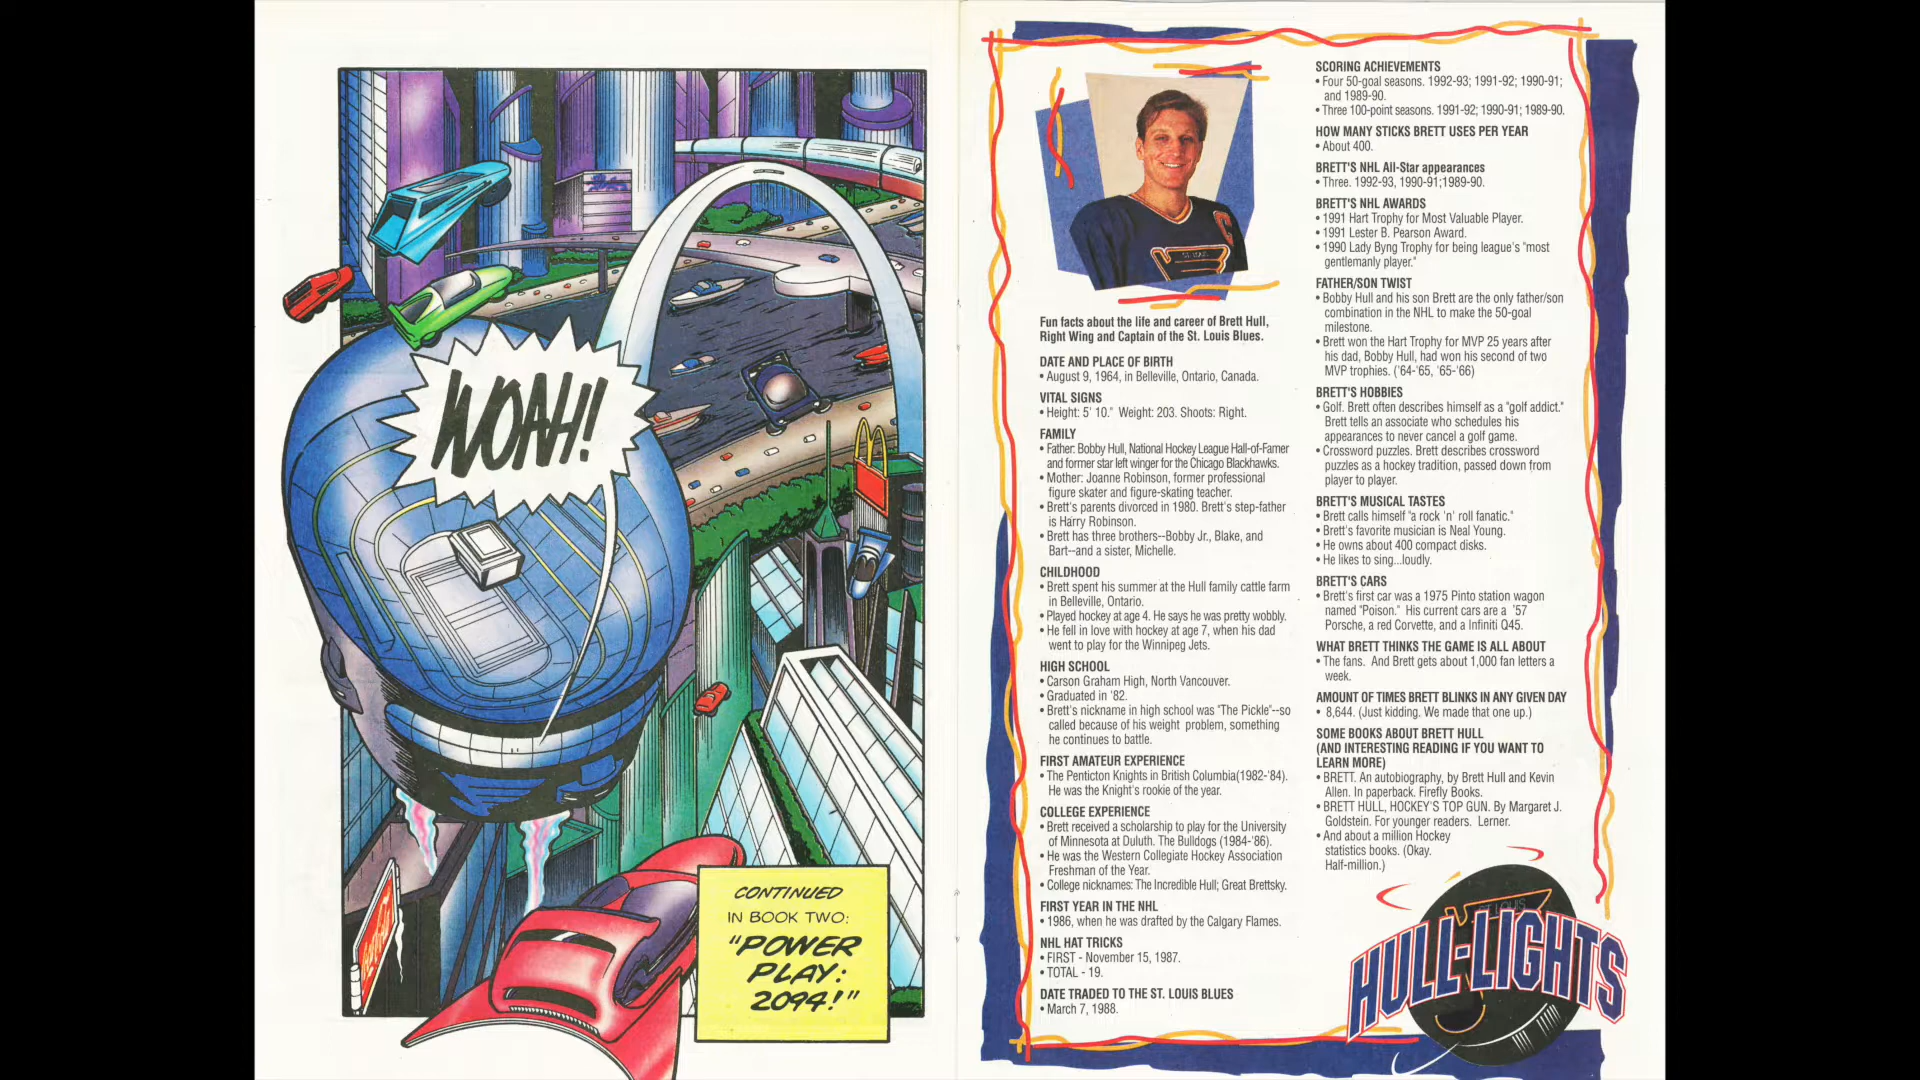 WOAH!
CONTINUED
IN BOOK TWO:
"POWER
PLAY:
2094!"
Fun facts about the life and career of Brett Hull,
Right Wing and Captain of the St. Louis Blues.
DATE AND PLACE OF BIRTH
• August 9, 1964, in Belleville, Ontario, Canada.
VITAL SIGNS
• Height: 5' 10." Weight: 203. Shoots: Right.
FAMILY
• Father: Bobby Hull, National Hockey League Hall-of-Famer
and former star left winger for the Chicago Blackhawks.
• Mother: Joanne Robinson, former professional
figure skater and figure-skating teacher.
• Brett's parents divorced in 1980. Brett's step-father
is Harry Robinson.
• Brett has three brothers--Bobby Jr., Blake, and
Bart--and a sister, Michelle.
CHILDHOOD
• Brett spent his summer at the Hull family cattle farm
in Belleville, Ontario.
• Played hockey at age 4. He says he was pretty wobbly.
• He fell in love with hockey at age 7, when his dad
went to play for the Winnipeg Jets.
HIGH SCHOOL
• Carson Graham High, North Vancouver.
• Graduated in '82.
• Brett's nickname in high school was "The Pickle"--so
called because of his weight problem, something
he continues to battle.
FIRST AMATEUR EXPERIENCE
• The Penticton Knights in British Columbia(1982-'84).
He was the Knight's rookie of the year.
COLLEGE EXPERIENCE
• Brett received a scholarship to play for the University
of Minnesota at Duluth. The Bulldogs (1984-'86).
• He was the Western Collegiate Hockey Association
Freshman of the Year.
• College nicknames: The Incredible Hull; Great Brettsky.
FIRST YEAR IN THE NHL
• 1986, when he was drafted by the Calgary Flames.
NHL HAT TRICKS
• FIRST - November 15, 1987.
• TOTAL - 19.
DATE TRADED TO THE ST. LOUIS BLUES
• March 7, 1988.
SCORING ACHIEVEMENTS
• Four 50-goal seasons. 1992-93; 1991-92; 1990-91;
and 1989-90.
• Three 100-point seasons. 1991-92; 1990-91; 1989-90.
HOW MANY STICKS BRETT USES PER YEAR
• About 400.
BRETT'S NHL All-Star appearances
• Three. 1992-93, 1990-91;1989-90.
BRETT'S NHL AWARDS
• 1991 Hart Trophy for Most Valuable Player.
• 1991 Lester B. Pearson Award.
• 1990 Lady Byng Trophy for being league's "most
gentlemanly player."
FATHER/SON TWIST
• Bobby Hull and his son Brett are the only father/son
combination in the NHL to make the 50-goal
milestone.
• Brett won the Hart Trophy for MVP 25 years after
his dad, Bobby Hull, had won his second of two
MVP trophies. ('64-'65, '65-'66)
BRETT'S HOBBIES
• Golf. Brett often describes himself as a "golf addict."
Brett tells an associate who schedules his
appearances to never cancel a golf game.
• Crossword puzzles. Brett describes crossword
puzzles as a hockey tradition, passed down from
player to player.
BRETT'S MUSICAL TASTES
• Brett calls himself "a rock 'n' roll fanatic."
• Brett's favorite musician is Neal Young.
• He owns about 400 compact disks.
• He likes to sing...loudly.
BRETT'S CARS
• Brett's first car was a 1975 Pinto station wagon
named "Poison." His current cars are a '57
Porsche, a red Corvette, and a Infiniti Q45.
WHAT BRETT THINKS THE GAME IS ALL ABOUT
• The fans. And Brett gets about 1,000 fan letters a
week.
AMOUNT OF TIMES BRETT BLINKS IN ANY GIVEN DAY
• 8,644. (Just kidding. We made that one up.)
SOME BOOKS ABOUT BRETT HULL
(AND INTERESTING READING IF YOU WANT TO
LEARN MORE)
• BRETT. An autobiography, by Brett Hull and Kevin
Allen. In paperback. Firefly Books.
• BRETT HULL, HOCKEY'S TOP GUN. By Margaret J.
Goldstein. For younger readers. Lerner.
• And about a million Hockey
statistics books. (Okay.
Half-million.)
ST LOUIS
HULL-LIGHTS